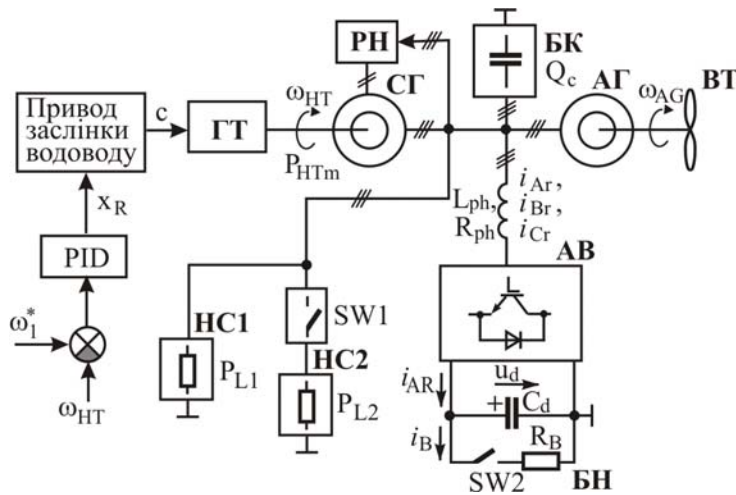 РН
СГ
БК
Qc
АГ
ВТ
ωHT
ωAG
Привод
заслінки
водоводу
c
ГТ
PHTm
xR
PID
ω1*
ωHT
Lph,
Rph
iAr,
iBr,
iCr
АВ
SW1
НС1
НС2
PL1
PL2
iAR
ud
+
Cd
iB
RB
SW2
БН